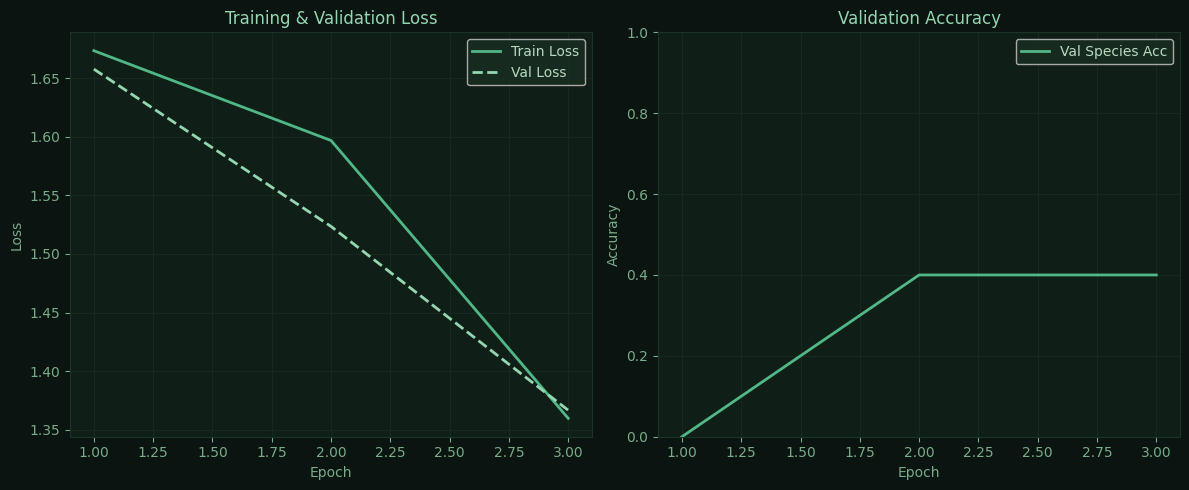 Training & Validation Loss
Train Loss
Val Loss
Loss
1.65
1.60
1.55
1.50
1.45
1.40
1.35
1.00 1.25 1.50 1.75 2.00 2.25 2.50 2.75 3.00
Epoch
Validation Accuracy
Val Species Acc
Accuracy
1.0
0.8
0.6
0.4
0.2
0.0
1.00 1.25 1.50 1.75 2.00 2.25 2.50 2.75 3.00
Epoch